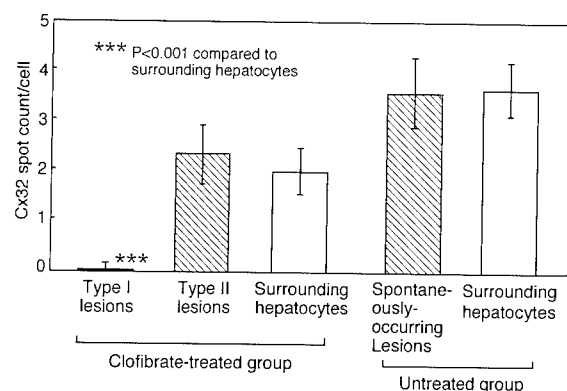 5
4
3
2
1
0
Cx32 spot count/cell
*** P<0.001 compared to
surrounding hepatocytes
***
Type I
lesions
Type II
lesions
Surrounding
hepatocytes
Spontane-
ously-
occurring
Lesions
Surrounding
hepatocytes
Clofibrate-treated group
Untreated group